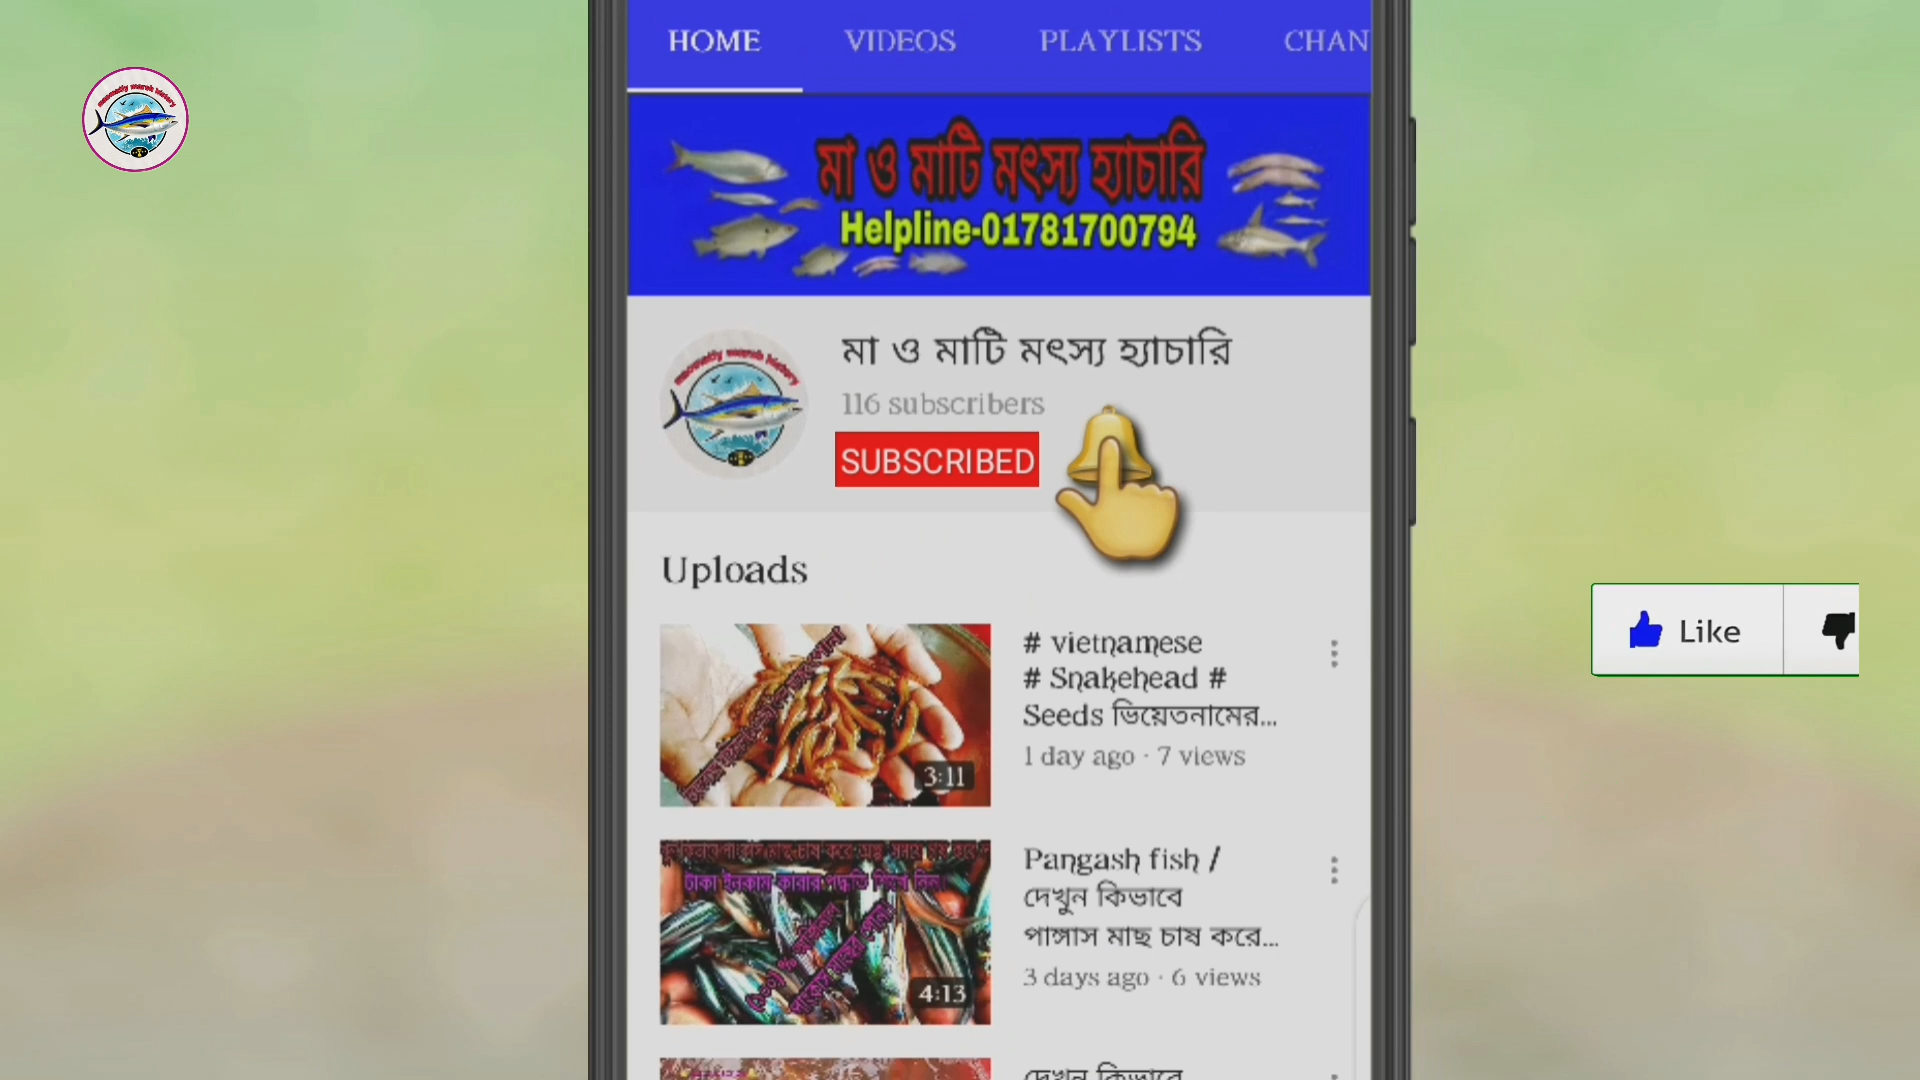 HOME VIDEOS PLAYLISTS CHAN
মা ও মাটি মৎস্য হ্যাচারি
Helpline-01781700794
মা ও মাটি মৎস্য হ্যাচারি
116 subscribers
SUBSCRIBED
Uploads
# vietnamese
# Snakehead #
Seeds ভিয়েতনামের...
1 day ago · 7 views
3:11
Like
Pangash fish /
দেখুন কিভাবে
পাঙ্গাস মাছ চাষ করে...
3 days ago · 6 views
4:13
দেখুন কিভাবে